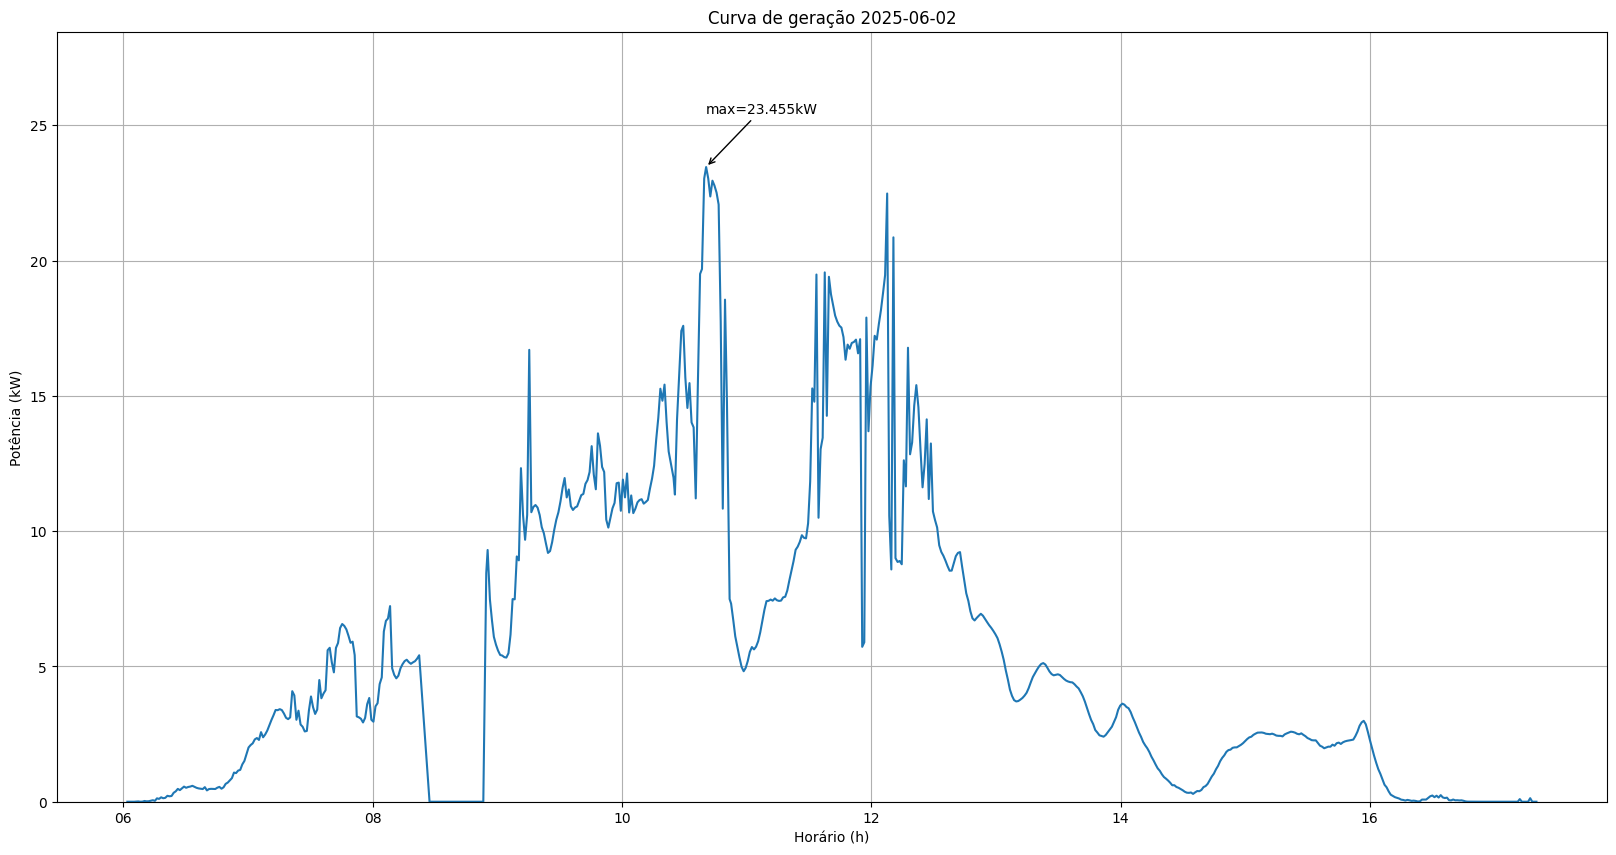 Curva de geração 2025-06-02
max=23.455kW
25
20
15
10
5
0
Potência (kW)
06 08 10 12 14 16
Horário (h)